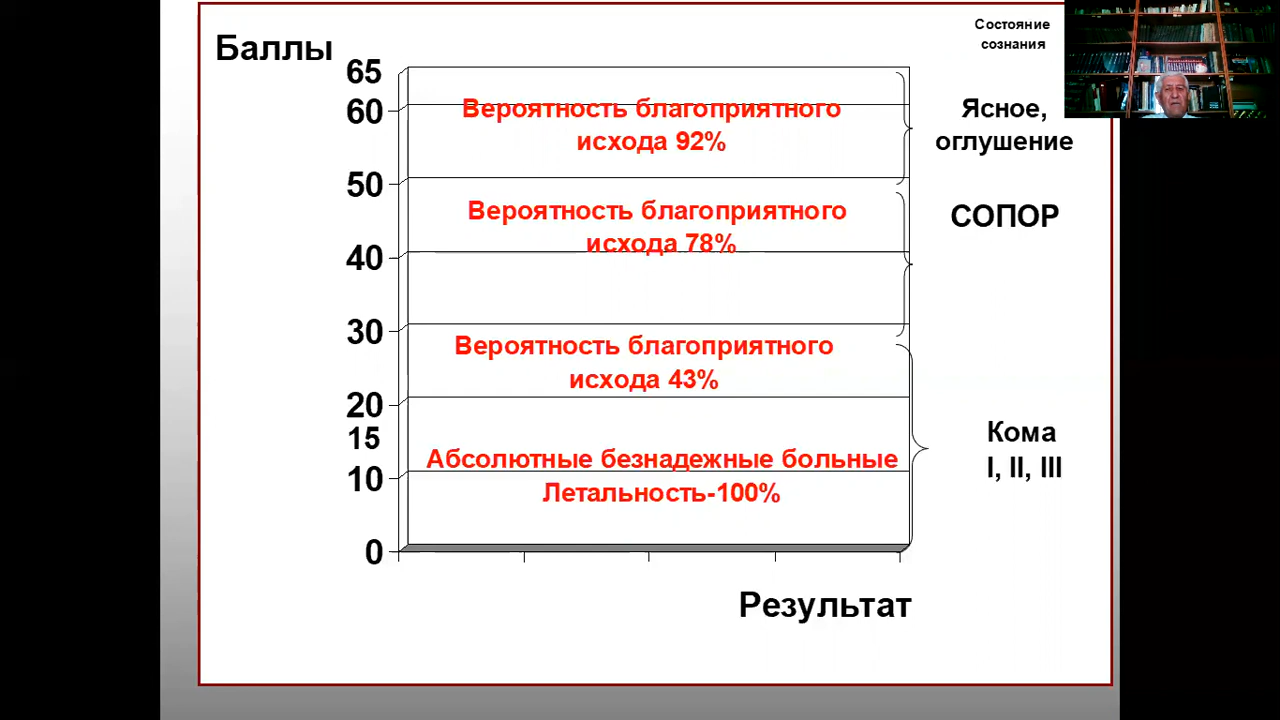 Баллы
Состояние
сознания
65
60
50
40
30
20
15
10
0
Вероятность благоприятного
исхода 92%
Вероятность благоприятного
исхода 78%
Вероятность благоприятного
исхода 43%
Абсолютные безнадежные больные
Летальность-100%
Ясное,
оглушение
СОПОР
Кома
I, II, III
Результат